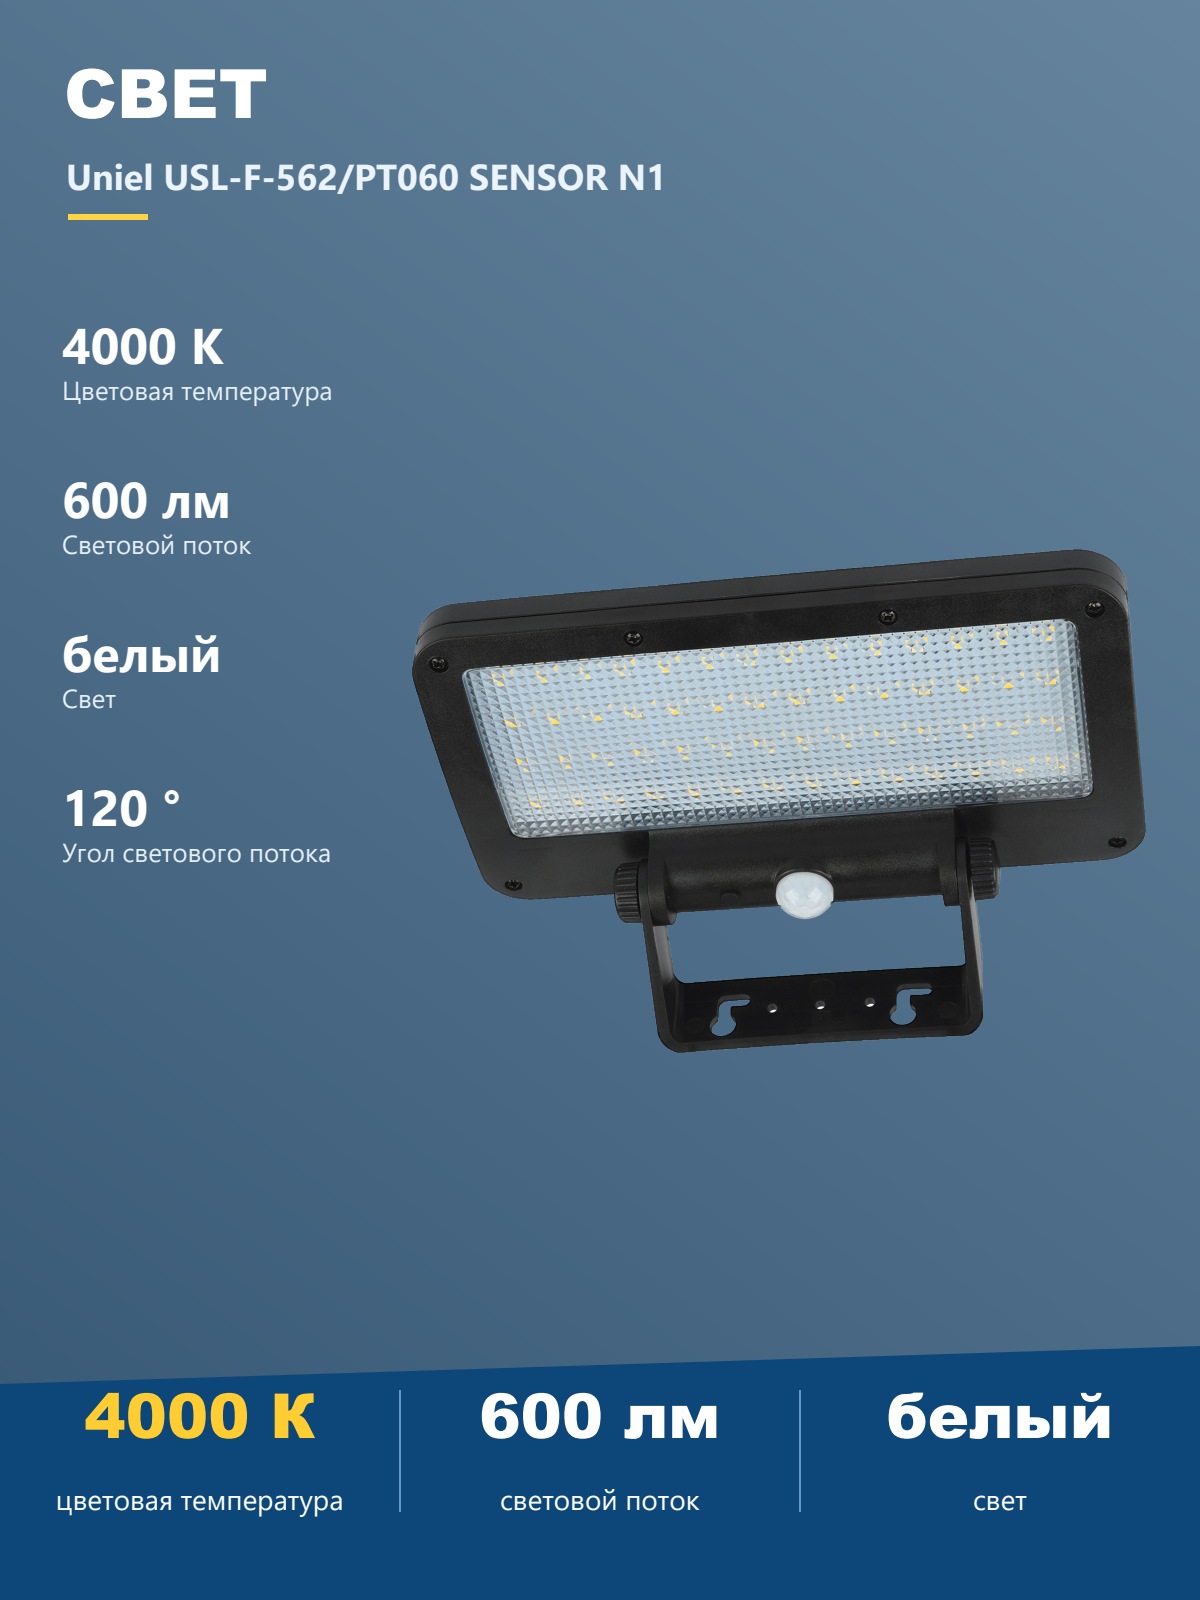 СВЕТ
Uniel USL-F-562/PT060 SENSOR N1
4000 К
Цветовая температура
600 лм
Световой поток
белый
Свет
120 °
Угол светового потока
4000 К
цветовая температура
600 лм
световой поток
белый
свет